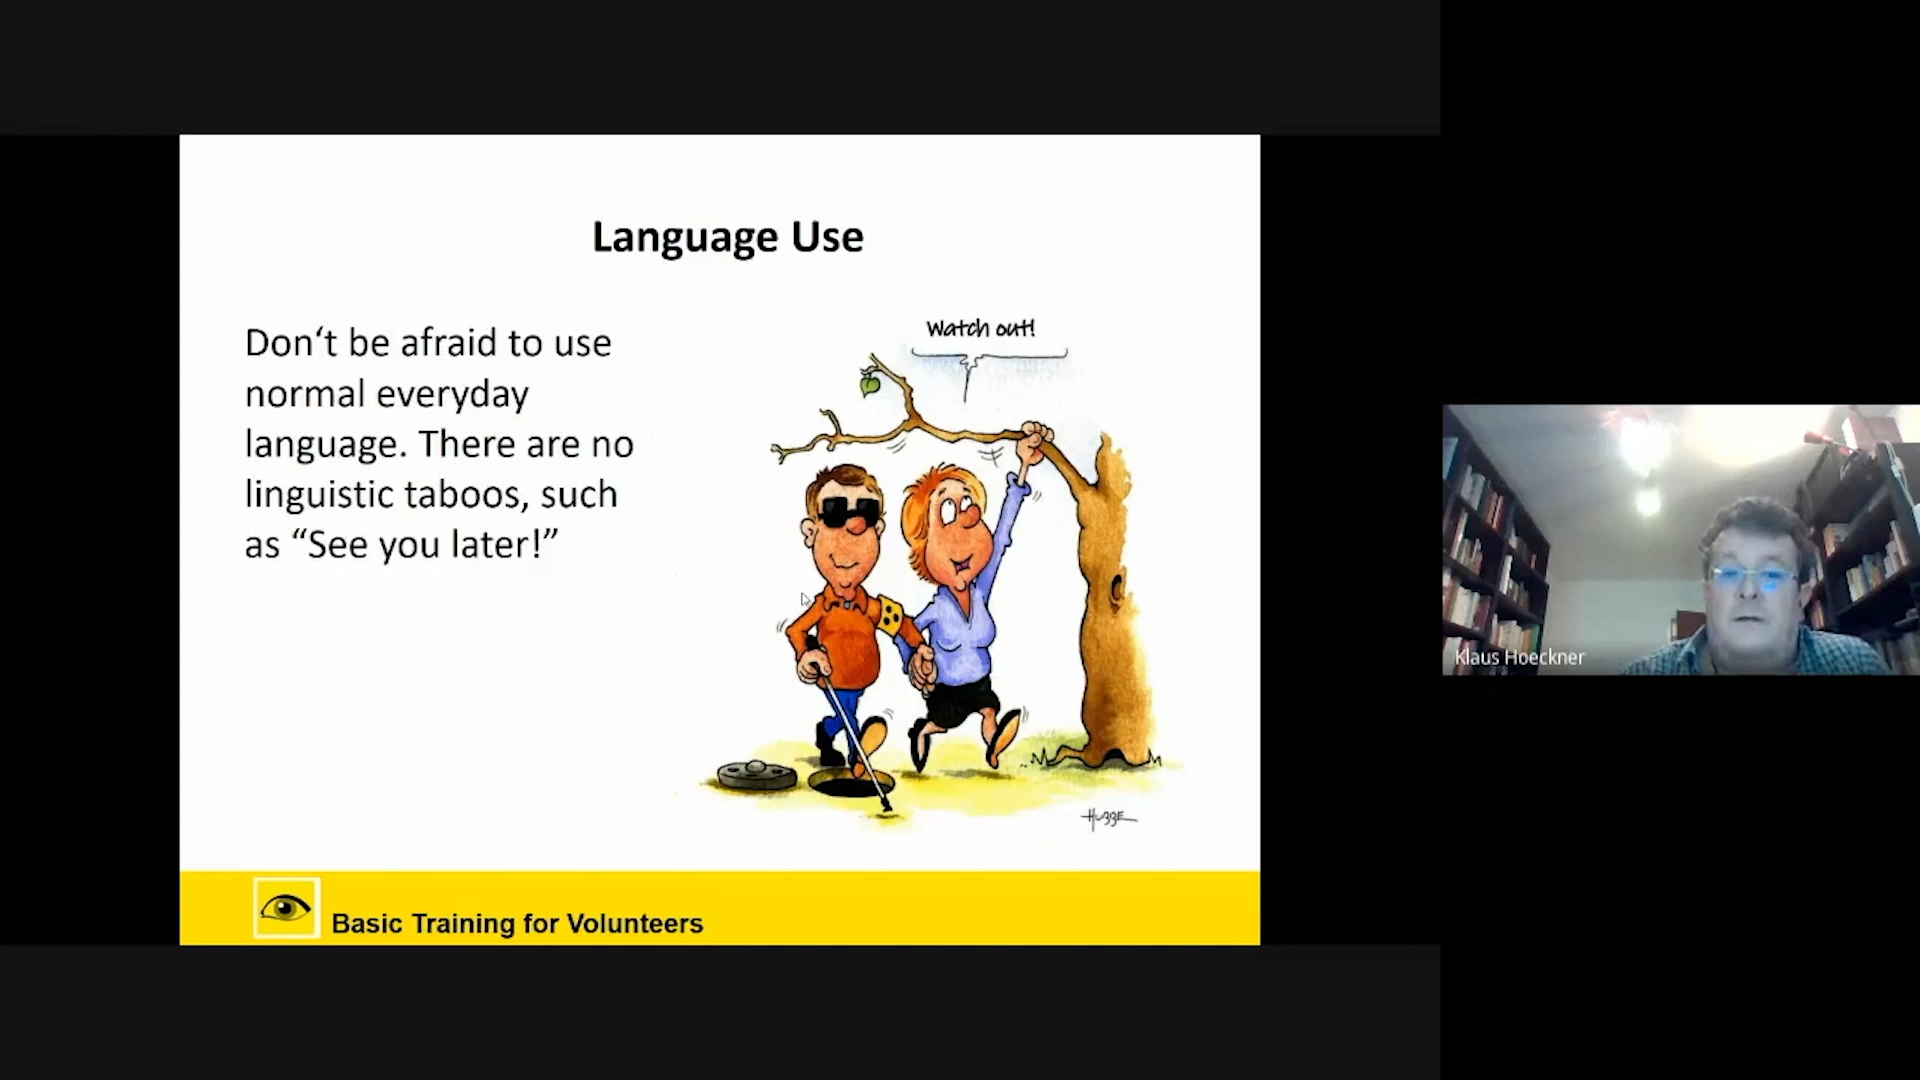 Language Use
Don‘t be afraid to use
normal everyday
language. There are no
linguistic taboos, such
as “See you later!”
Watch out!
HUBBE
Basic Training for Volunteers
Klaus Hoeckner